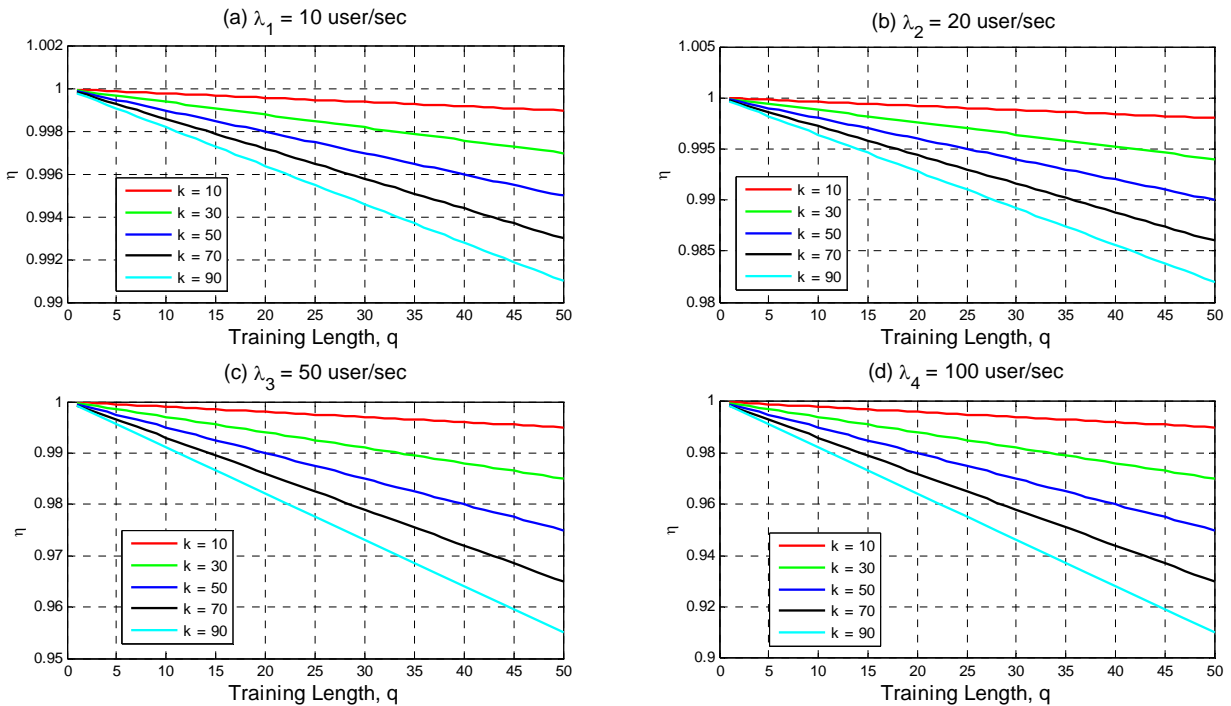 (a) λ1 = 10 user/sec
1.002
1
0.998
0.996
0.994
0.992
0.99
η
k = 10
k = 30
k = 50
k = 70
k = 90
0 5 10 15 20 25 30 35 40 45 50
Training Length, q
(b) λ2 = 20 user/sec
1.005
1
0.995
0.99
0.985
0.98
η
k = 10
k = 30
k = 50
k = 70
k = 90
0 5 10 15 20 25 30 35 40 45 50
Training Length, q
(c) λ3 = 50 user/sec
1
0.99
0.98
0.97
0.96
0.95
η
k = 10
k = 30
k = 50
k = 70
k = 90
0 5 10 15 20 25 30 35 40 45 50
Training Length, q
(d) λ4 = 100 user/sec
1
0.98
0.96
0.94
0.92
0.9
η
k = 10
k = 30
k = 50
k = 70
k = 90
0 5 10 15 20 25 30 35 40 45 50
Training Length, q